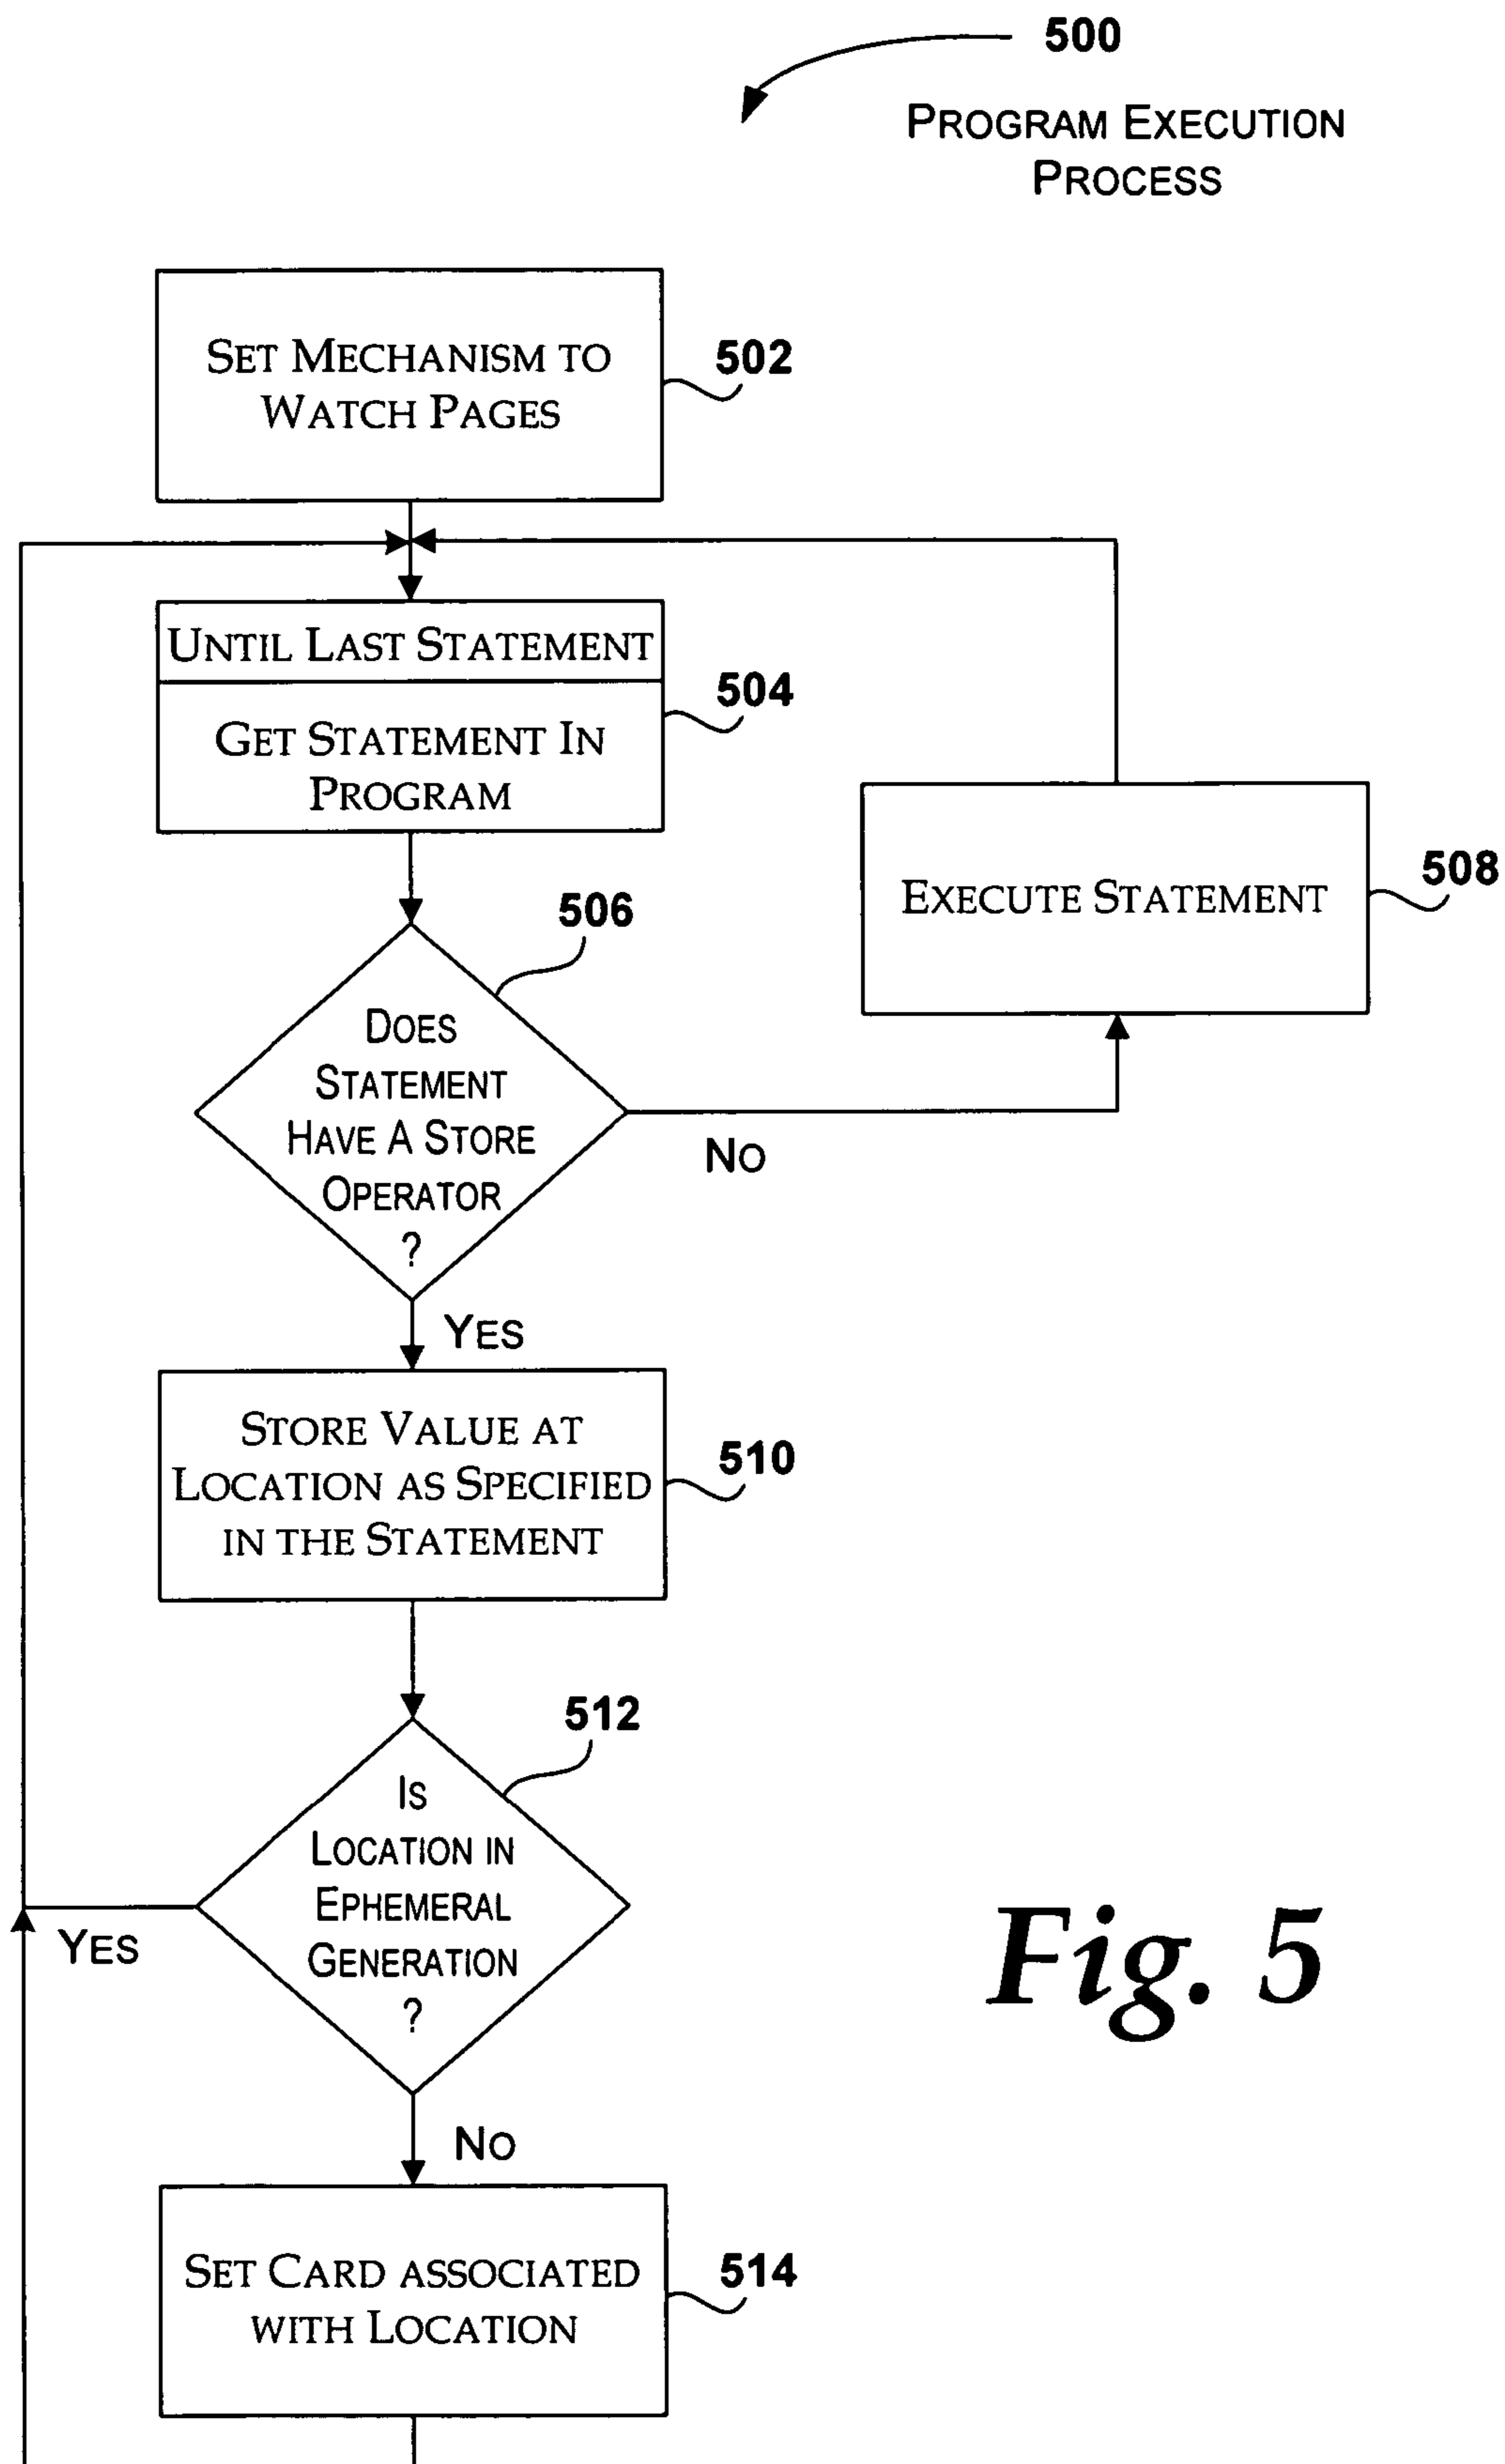 500
PROGRAM EXECUTION
PROCESS
SET MECHANISM TO
WATCH PAGES
502
UNTIL LAST STATEMENT
504
GET STATEMENT IN
PROGRAM
EXECUTE STATEMENT
508
506
DOES
STATEMENT
HAVE A STORE
OPERATOR
?
NO
YES
STORE VALUE AT
LOCATION AS SPECIFIED
IN THE STATEMENT
510
512
IS
LOCATION IN
EPHEMERAL
GENERATION
?
YES
NO
SET CARD ASSOCIATED
WITH LOCATION
514
Fig. 5